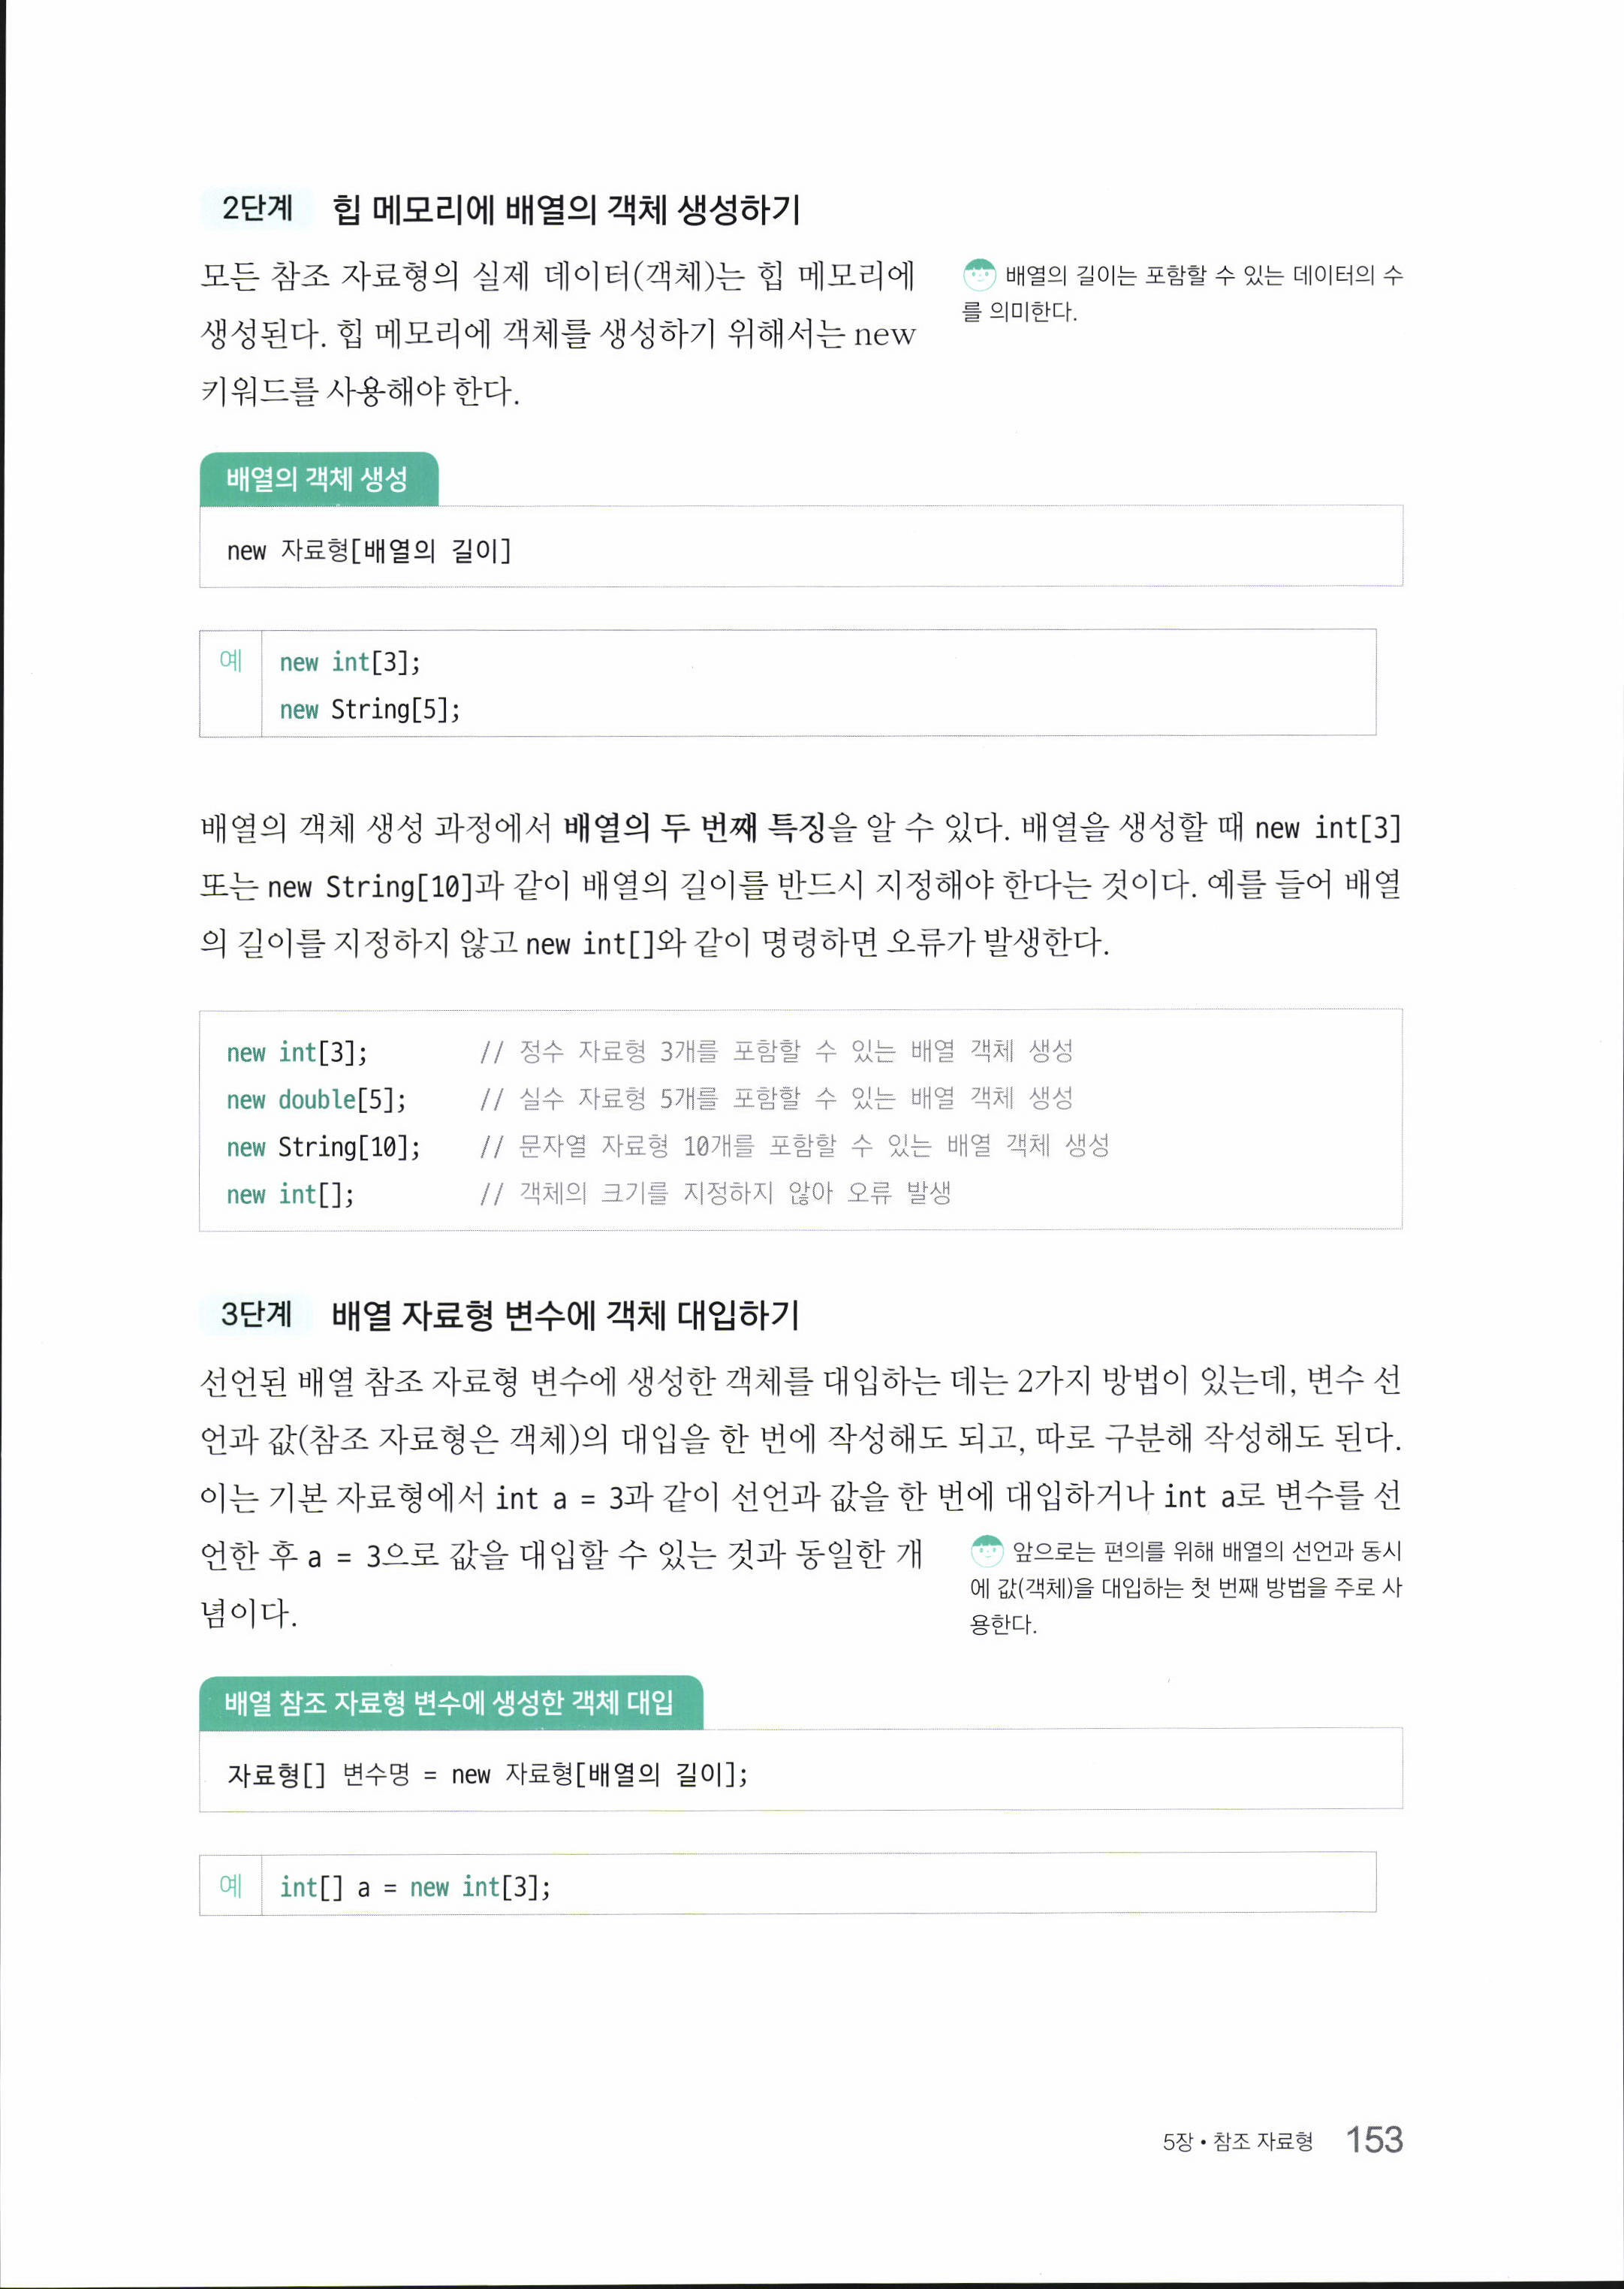 2단계 힙 메모리에 배열의 객체 생성하기
모든 참조 자료형의 실제 데이터(객체)는 힙 메모리에
생성된다. 힙 메모리에 객체를 생성하기 위해서는 new
키워드를 사용해야 한다.
배열의 길이는 포함할 수 있는 데이터의 수
를 의미한다.
배열의 객체 생성
new 자료형[배열의 길이]
예 new int[3];
new String[5];
배열의 객체 생성 과정에서 배열의 두 번째 특징을 알 수 있다. 배열을 생성할 때 new int[3]
또는 new String[10]과 같이 배열의 길이를 반드시 지정해야 한다는 것이다. 예를 들어 배열
의 길이를 지정하지 않고 new int[]와 같이 명령하면 오류가 발생한다.
new int[3]; // 정수 자료형 3개를 포함할 수 있는 배열 객체 생성
new double[5]; // 실수 자료형 5개를 포함할 수 있는 배열 객체 생성
new String[10]; // 문자열 자료형 10개를 포함할 수 있는 배열 객체 생성
new int[]; // 객체의 크기를 지정하지 않아 오류 발생
3단계 배열 자료형 변수에 객체 대입하기
선언된 배열 참조 자료형 변수에 생성한 객체를 대입하는 데는 2가지 방법이 있는데, 변수 선
언과 값(참조 자료형은 객체)의 대입을 한 번에 작성해도 되고, 따로 구분해 작성해도 된다.
이는 기본 자료형에서 int a = 3과 같이 선언과 값을 한 번에 대입하거나 int a로 변수를 선
언한 후 a = 3으로 값을 대입할 수 있는 것과 동일한 개
념이다.
앞으로는 편의를 위해 배열의 선언과 동시
에 값(객체)을 대입하는 첫 번째 방법을 주로 사
용한다.
배열 참조 자료형 변수에 생성한 객체 대입
자료형[] 변수명 = new 자료형[배열의 길이];
예 int[] a = new int[3];
5장 • 참조 자료형 153